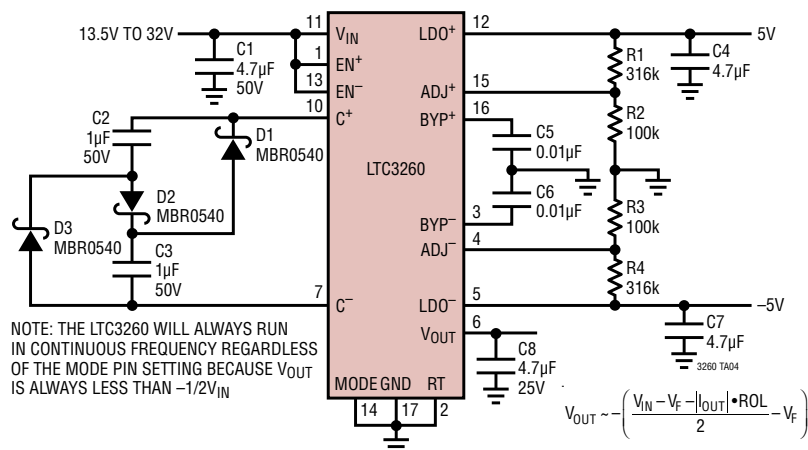 13.5V TO 32V
C1
4.7µF
50V
11
VIN
1
EN+
13
EN–
10
C+
C2
1µF
50V
D1
MBR0540
D2
MBR0540
D3
MBR0540
C3
1µF
50V
7
C–
LTC3260
12
LDO+
5V
R1
316k
C4
4.7µF
15
ADJ+
16
BYP+
R2
100k
C5
0.01µF
C6
0.01µF
3
BYP–
R3
100k
4
ADJ–
R4
316k
5
LDO–
–5V
6
VOUT
C7
4.7µF
C8
4.7µF
25V
3260 TA04
MODE GND RT
14 17 2
NOTE: THE LTC3260 WILL ALWAYS RUN
IN CONTINUOUS FREQUENCY REGARDLESS
OF THE MODE PIN SETTING BECAUSE VOUT
IS ALWAYS LESS THAN –1/2VIN
VOUT ~ –( (VIN – VF – |IOUT| • ROL) / 2 – VF )